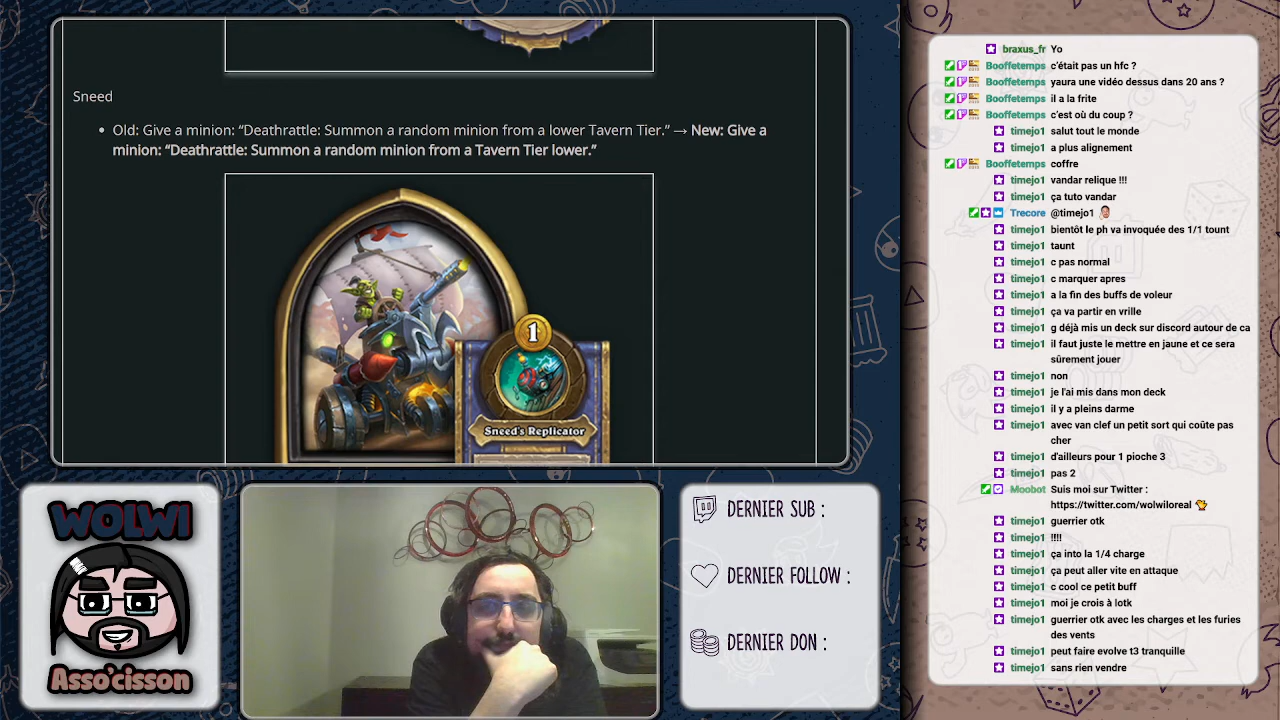 Sneed
• Old: Give a minion: “Deathrattle: Summon a random minion from a lower Tavern Tier.” → New: Give a
minion: “Deathrattle: Summon a random minion from a Tavern Tier lower.”
1
Sneed's Replicator
WOLWI
Asso'cisson
DERNIER SUB :
DERNIER FOLLOW :
DERNIER DON :
braxus_fr Yo
Booffetemps c'était pas un hfc ?
Booffetemps yaura une vidéo dessus dans 20 ans ?
Booffetemps il a la frite
Booffetemps c'est où du coup ?
timejo1 salut tout le monde
timejo1 a plus alignement
Booffetemps coffre
timejo1 vandar relique !!!
timejo1 ça tuto vandar
Trecore @timejo1
timejo1 bientôt le ph va invoquée des 1/1 tount
timejo1 taunt
timejo1 c pas normal
timejo1 c marquer apres
timejo1 a la fin des buffs de voleur
timejo1 ça va partir en vrille
timejo1 g déjà mis un deck sur discord autour de ca
timejo1 il faut juste le mettre en jaune et ce sera
sûrement jouer
timejo1 non
timejo1 je l'ai mis dans mon deck
timejo1 il y a pleins darme
timejo1 avec van clef un petit sort qui coûte pas
cher
timejo1 d'ailleurs pour 1 pioche 3
timejo1 pas 2
Moobot Suis moi sur Twitter :
https://twitter.com/wolwiloreal
timejo1 guerrier otk
timejo1 !!!!
timejo1 ça into la 1/4 charge
timejo1 ça peut aller vite en attaque
timejo1 c cool ce petit buff
timejo1 moi je crois à lotk
timejo1 guerrier otk avec les charges et les furies
des vents
timejo1 peut faire evolve t3 tranquille
timejo1 sans rien vendre